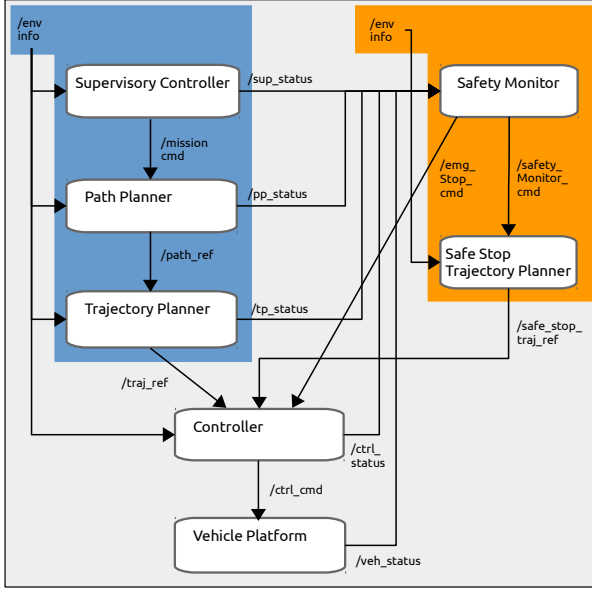 /env
info
/env
info
Supervisory Controller
/sup_status
Safety Monitor
/mission
cmd
/emg_
Stop_
cmd
/safety_
Monitor_
cmd
Path Planner
/pp_status
/path_ref
Safe Stop
Trajectory Planner
Trajectory Planner
/tp_status
/safe_stop_
traj_ref
/traj_ref
Controller
/ctrl_
status
/ctrl_cmd
Vehicle Platform
/veh_status